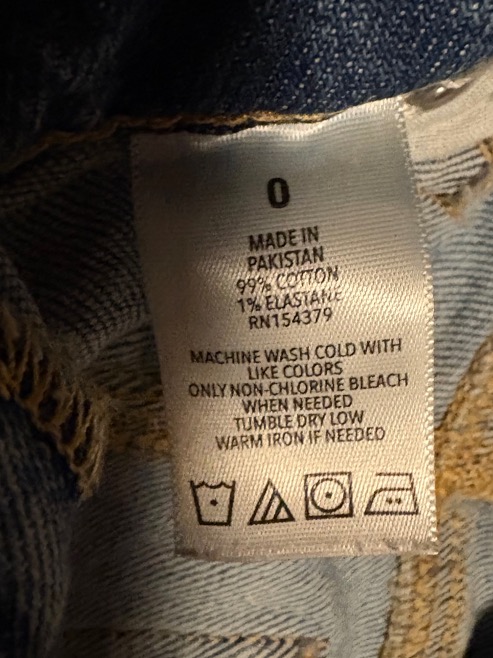 0
MADE IN
PAKISTAN
99% COTTON
1% ELASTANE
RN154379
MACHINE WASH COLD WITH
LIKE COLORS
ONLY NON-CHLORINE BLEACH
WHEN NEEDED
TUMBLE DRY LOW
WARM IRON IF NEEDED